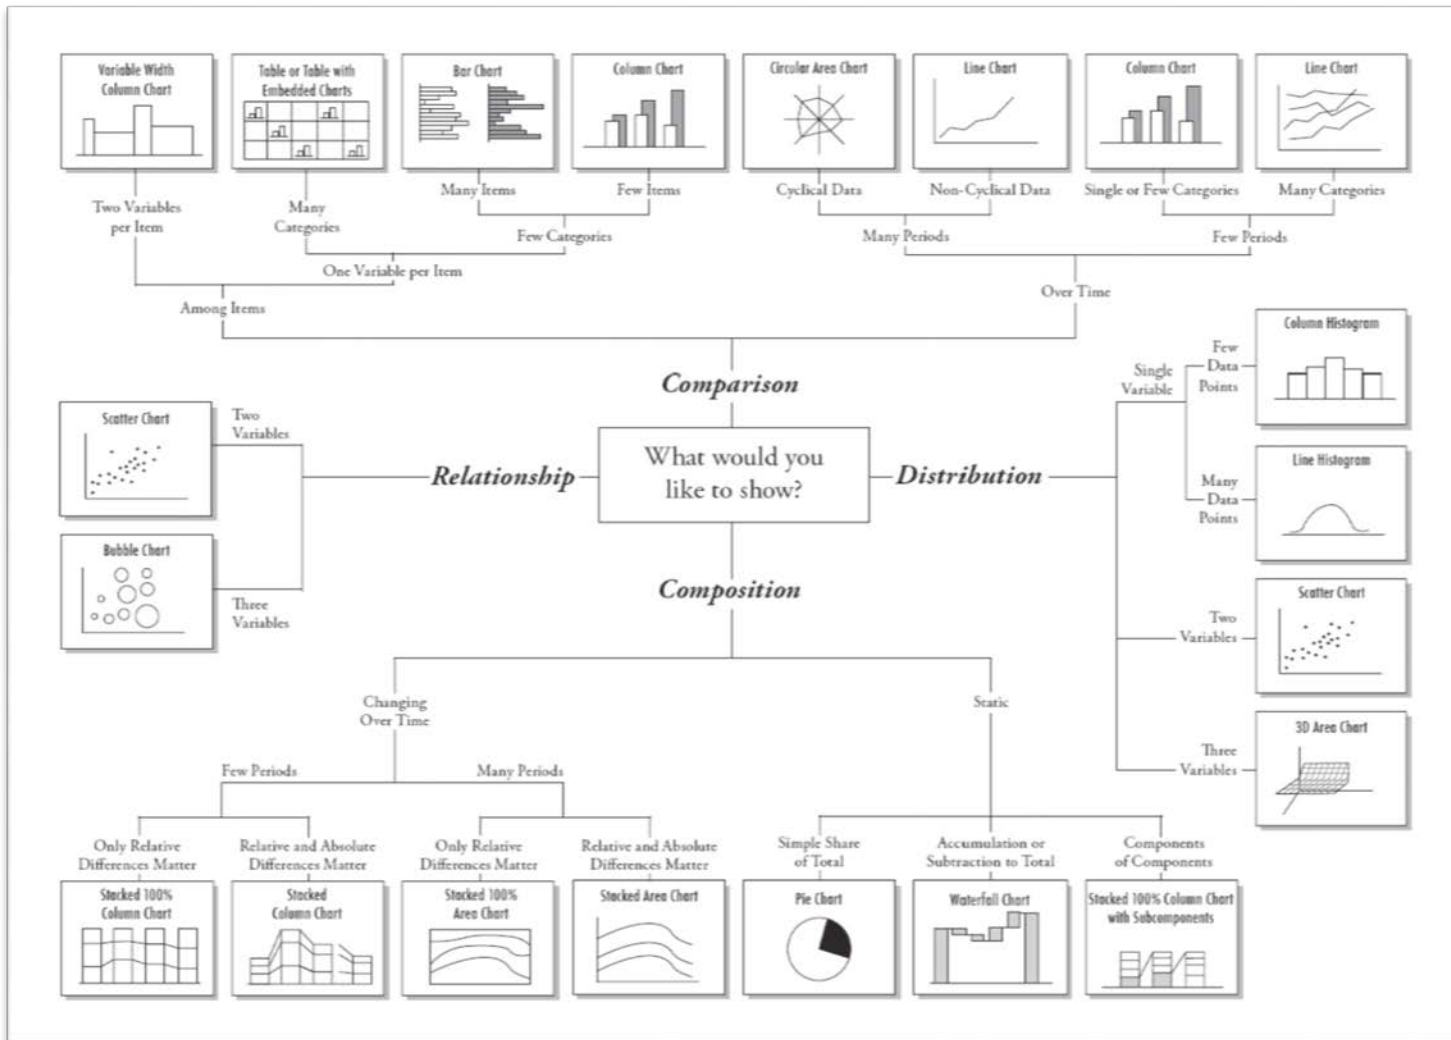 Variable Width
Column Chart
Table or Table with
Embedded Charts
Bar Chart
Column Chart
Circular Area Chart
Line Chart
Column Chart
Line Chart
Two Variables
per Item
Many
Categories
Many Items
Few Items
Cyclical Data
Non-Cyclical Data
Single or Few Categories
Many Categories
Few Categories
Many Periods
Few Periods
One Variable per Item
Among Items
Over Time
Comparison
What would you
like to show?
Relationship
Two
Variables
Scatter Chart
Three
Variables
Bubble Chart
Distribution
Single
Variable
Few
Data
Points
Column Histogram
Many
Data
Points
Line Histogram
Two
Variables
Scatter Chart
Three
Variables
3D Area Chart
Composition
Changing
Over Time
Static
Few Periods
Many Periods
Only Relative
Differences Matter
Relative and Absolute
Differences Matter
Only Relative
Differences Matter
Relative and Absolute
Differences Matter
Simple Share
of Total
Accumulation or
Subtraction to Total
Components
of Components
Stacked 100%
Column Chart
Stacked
Column Chart
Stacked 100%
Area Chart
Stacked Area Chart
Pie Chart
Waterfall Chart
Stacked 100% Column Chart
with Subcomponents